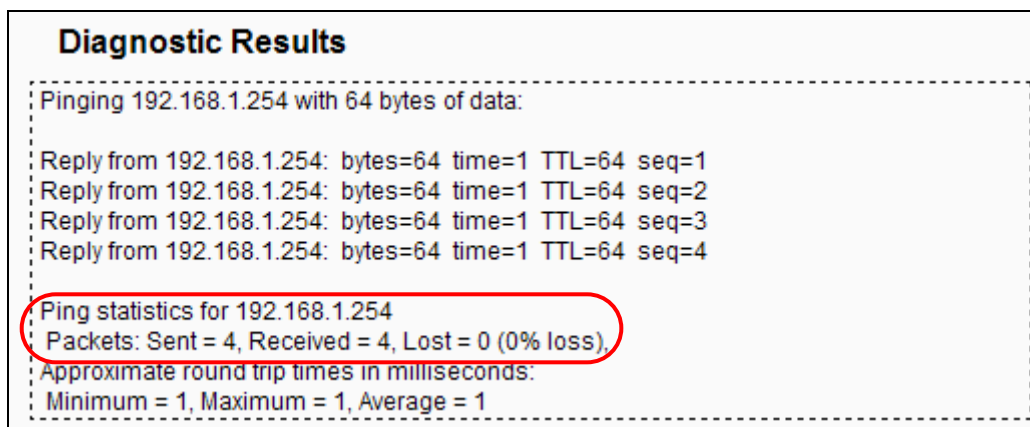 Diagnostic Results
Pinging 192.168.1.254 with 64 bytes of data:
Reply from 192.168.1.254: bytes=64 time=1 TTL=64 seq=1
Reply from 192.168.1.254: bytes=64 time=1 TTL=64 seq=2
Reply from 192.168.1.254: bytes=64 time=1 TTL=64 seq=3
Reply from 192.168.1.254: bytes=64 time=1 TTL=64 seq=4
Ping statistics for 192.168.1.254
Packets: Sent = 4, Received = 4, Lost = 0 (0% loss),
Approximate round trip times in milliseconds:
Minimum = 1, Maximum = 1, Average = 1